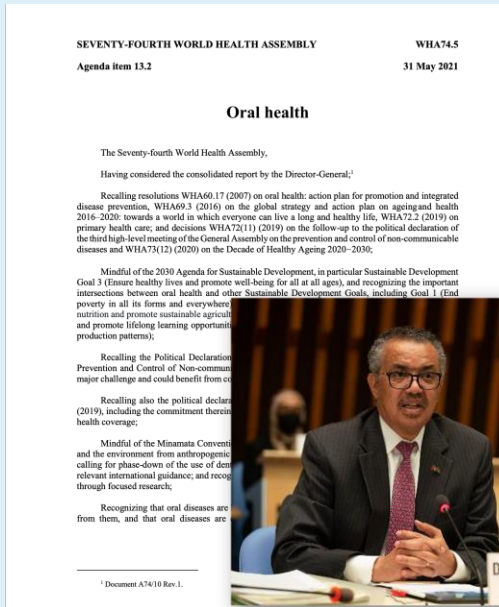 SEVENTY-FOURTH WORLD HEALTH ASSEMBLY WHA74.5
Agenda item 13.2 31 May 2021
Oral health
The Seventy-fourth World Health Assembly,
Having considered the consolidated report by the Director-General;¹
Recalling resolutions WHA60.17 (2007) on oral health: action plan for promotion and integrated
disease prevention, WHA69.3 (2016) on the global strategy and action plan on ageing and health
2016–2020: towards a world in which everyone can live a long and healthy life, WHA72.2 (2019) on
primary health care; and decisions WHA72(11) (2019) on the follow-up to the political declaration of
the third high-level meeting of the General Assembly on the prevention and control of non-communicable
diseases and WHA73(12) (2020) on the Decade of Healthy Ageing 2020–2030;
Mindful of the 2030 Agenda for Sustainable Development, in particular Sustainable Development
Goal 3 (Ensure healthy lives and promote well-being for all at all ages), and recognizing the important
intersections between oral health and other Sustainable Development Goals, including Goal 1 (End
poverty in all its forms and everywhere)
nutrition and promote sustainable agricult
and promote lifelong learning opportuniti
production patterns);
Recalling the Political Declaration
Prevention and Control of Non-commun
major challenge and could benefit from co
Recalling also the political declara
(2019), including the commitment therein
health coverage;
Mindful of the Minamata Conventi
and the environment from anthropogenic
calling for phase-down of the use of den
relevant international guidance; and recog
through focused research;
Recognizing that oral diseases are
from them, and that oral diseases are
¹ Document A74/10 Rev.1.
D